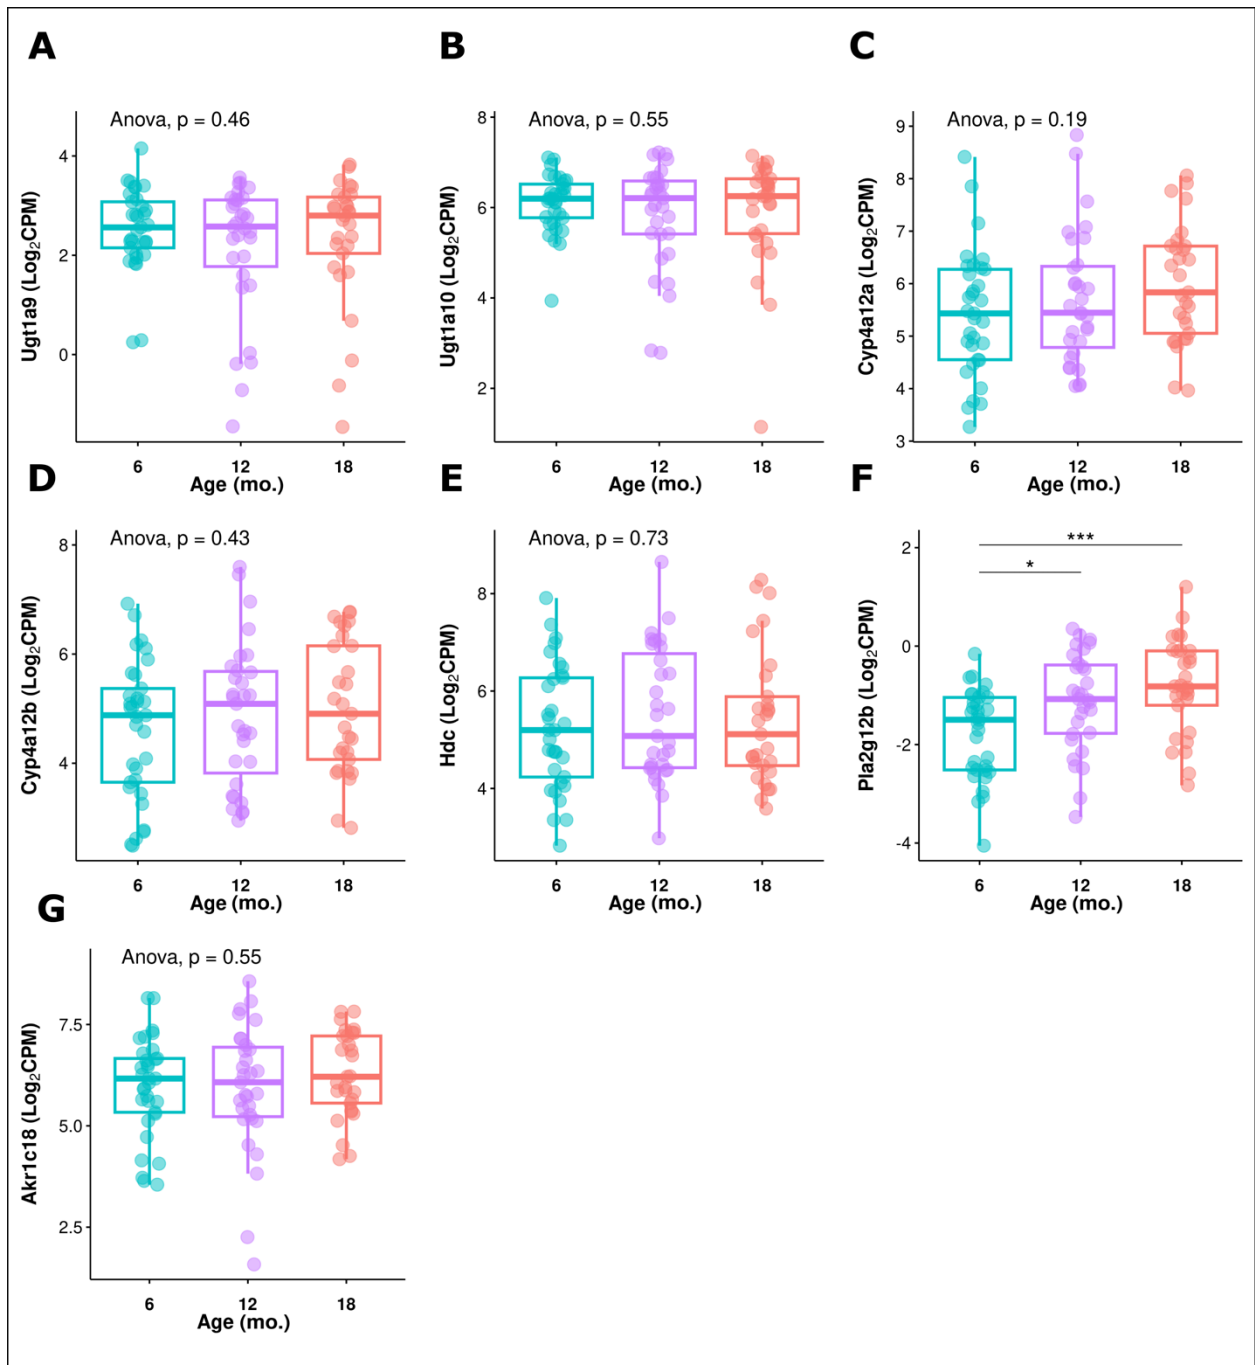 A
B
C
Anova, p = 0.46
Anova, p = 0.55
Anova, p = 0.19
Ugt1a9 (Log₂CPM)
4
2
0
6
12
18
Age (mo.)
Ugt1a10 (Log₂CPM)
8
6
4
2
6
12
18
Age (mo.)
Cyp4a12a (Log₂CPM)
9
8
7
6
5
4
3
6
12
18
Age (mo.)
D
E
F
Anova, p = 0.43
Anova, p = 0.73
***
*
Cyp4a12b (Log₂CPM)
8
6
4
6
12
18
Age (mo.)
Hdc (Log₂CPM)
8
6
4
6
12
18
Age (mo.)
Pla2g12b (Log₂CPM)
2
0
-2
-4
6
12
18
Age (mo.)
G
Anova, p = 0.55
Akr1c18 (Log₂CPM)
7.5
5.0
2.5
6
12
18
Age (mo.)